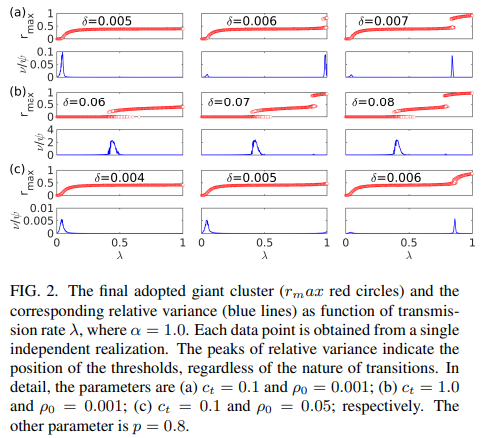 (a) 1 r_max 0.5 0 δ=0.005 δ=0.006 δ=0.007
0.1 ν/ψ 0.05 0
(b) 1 r_max 0.5 0 δ=0.06 δ=0.07 δ=0.08
4 ν/ψ 2 0
(c) 1 r_max 0.5 0 δ=0.004 δ=0.005 δ=0.006
0.01 ν/ψ 0.005 0
0 0.5 1 0 0.5 1 0 0.5 1
λ λ λ
FIG. 2. The final adopted giant cluster (r_max red circles) and the
corresponding relative variance (blue lines) as function of transmis-
sion rate λ, where α = 1.0. Each data point is obtained from a single
independent realization. The peaks of relative variance indicate the
position of the thresholds, regardless of the nature of transitions. In
detail, the parameters are (a) c_t = 0.1 and ρ_0 = 0.001; (b) c_t = 1.0
and ρ_0 = 0.001; (c) c_t = 0.1 and ρ_0 = 0.05; respectively. The
other parameter is p = 0.8.